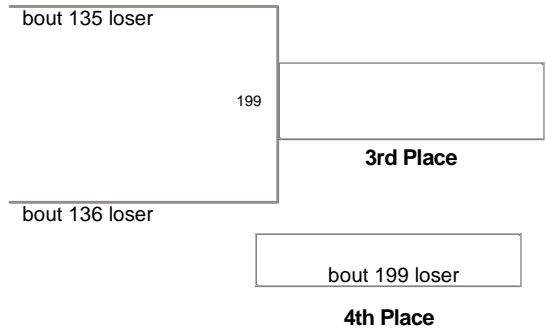 bout 135 loser
199
3rd Place
bout 136 loser
bout 199 loser
4th Place